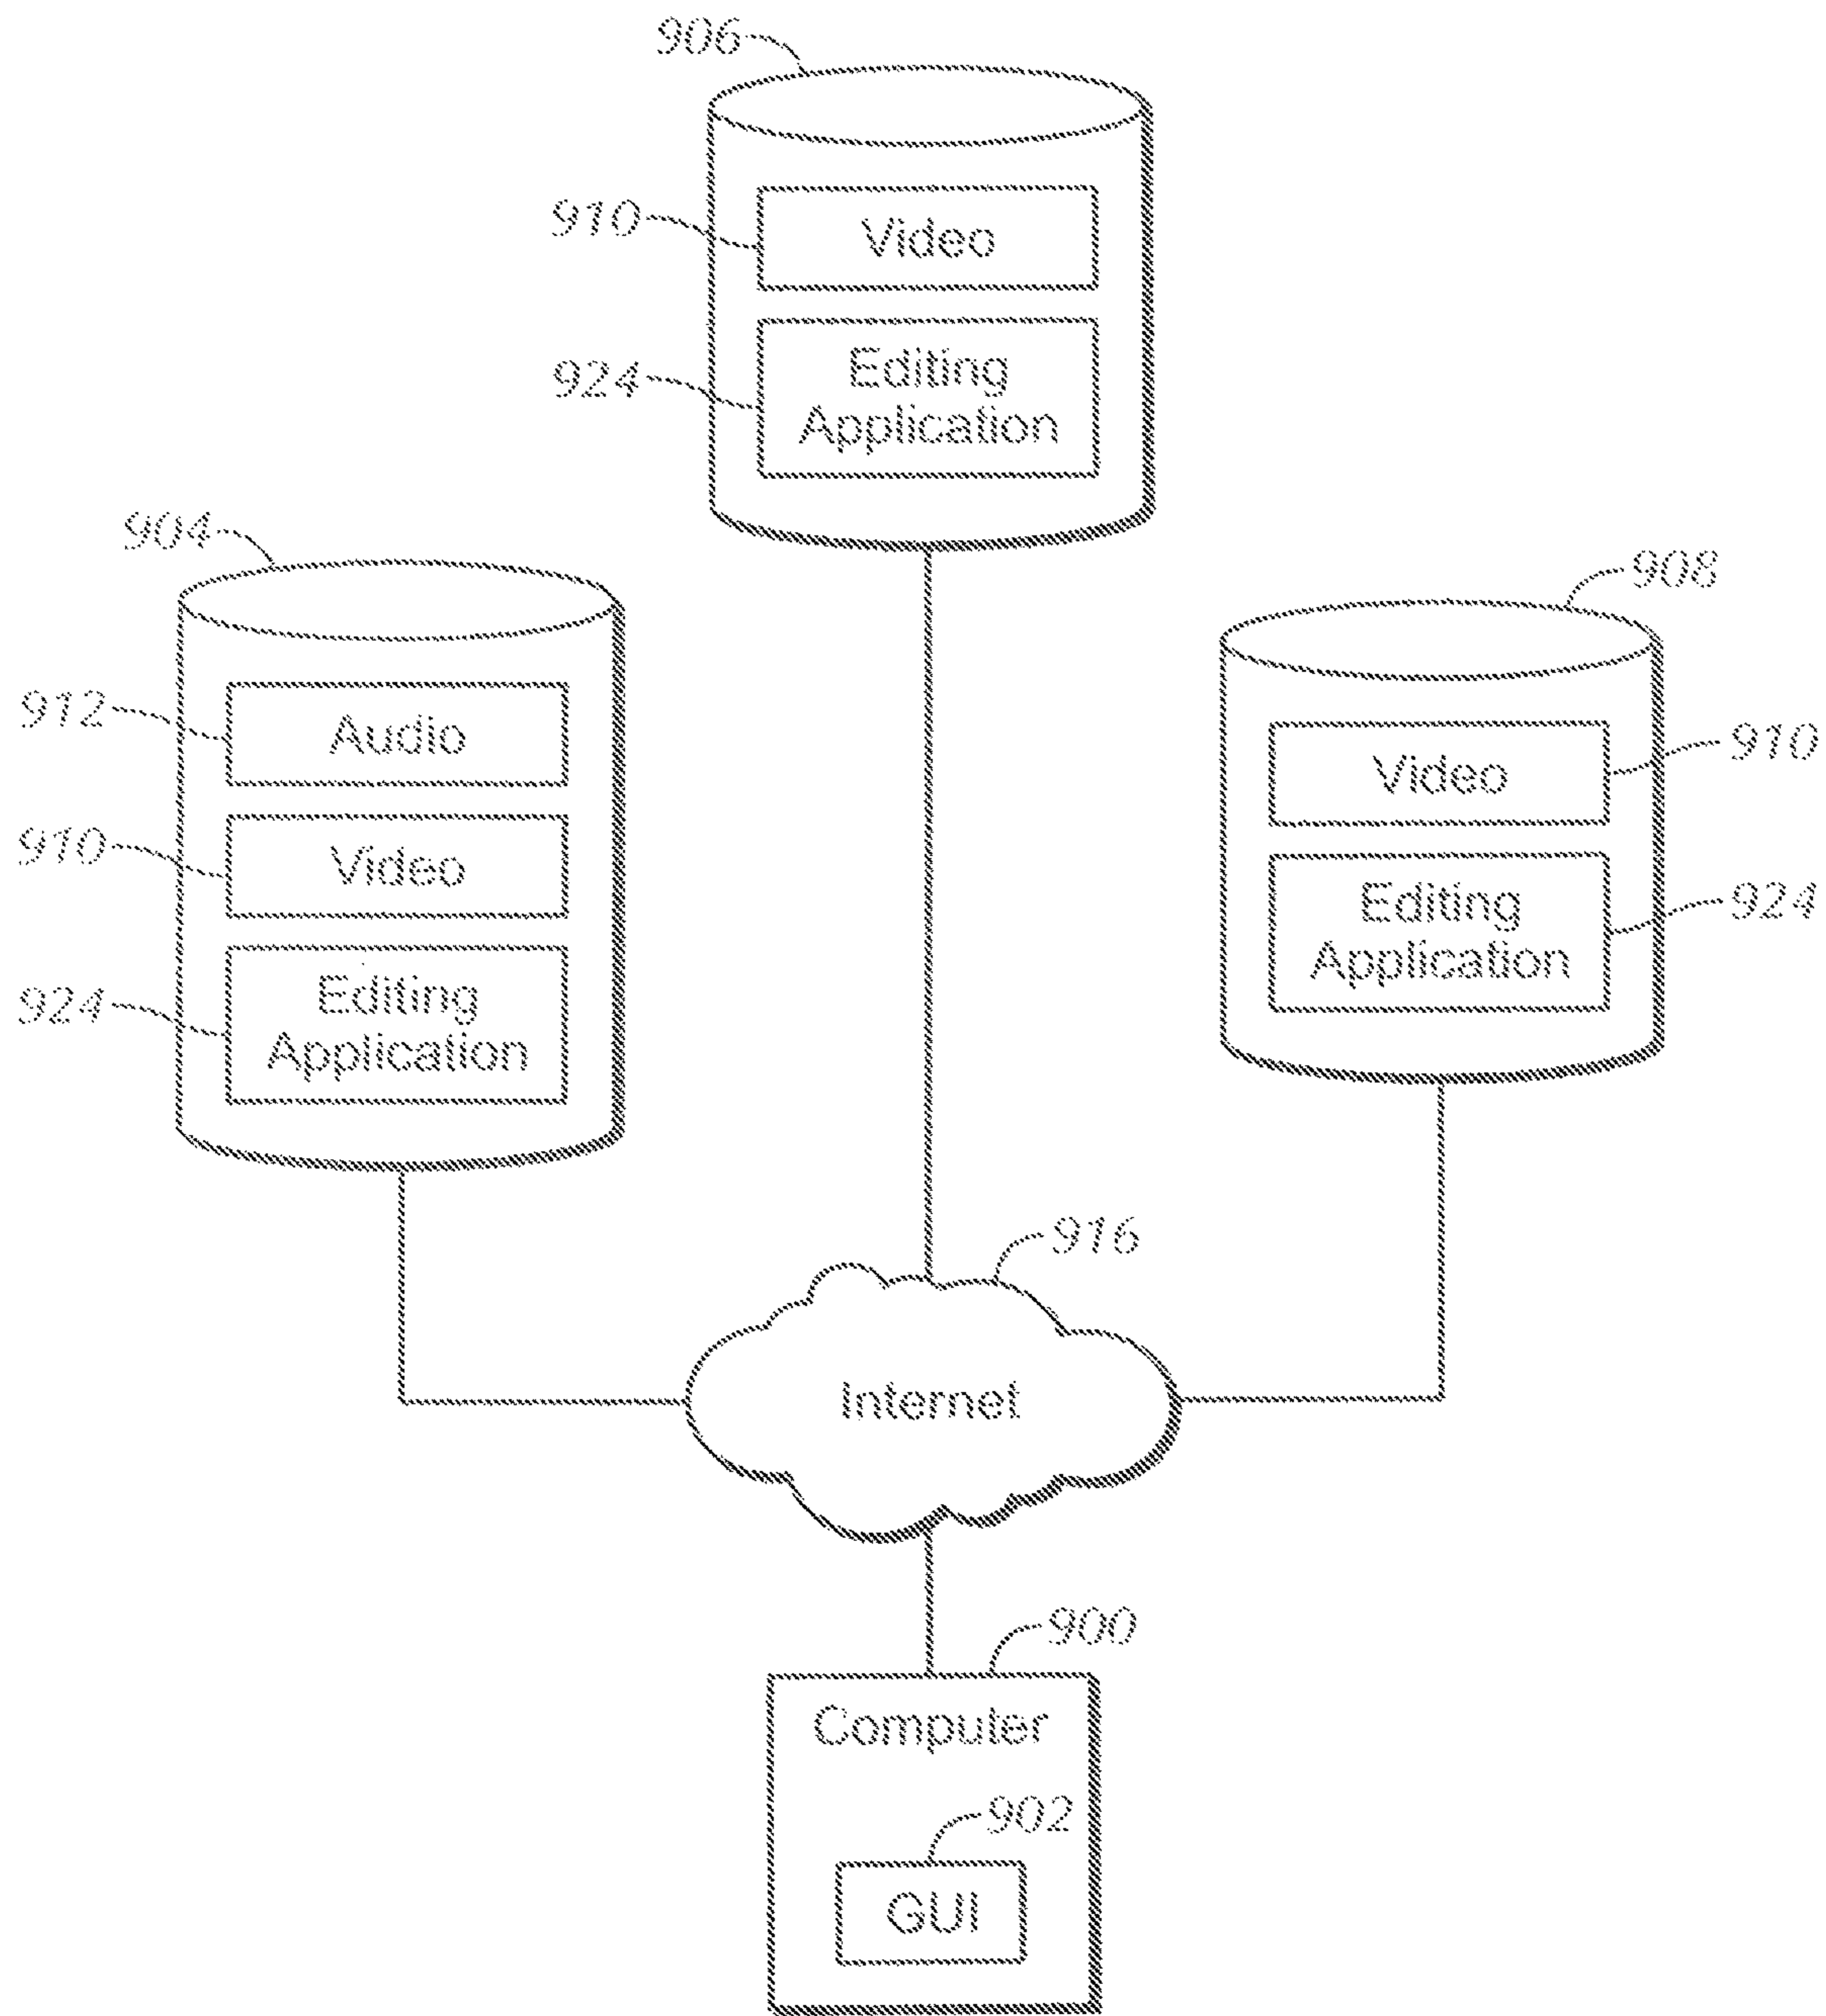 906
910
Video
924
Editing
Application
904
912
Audio
910
Video
924
Editing
Application
908
Video
910
Editing
Application
924
916
Internet
900
Computer
902
GUI